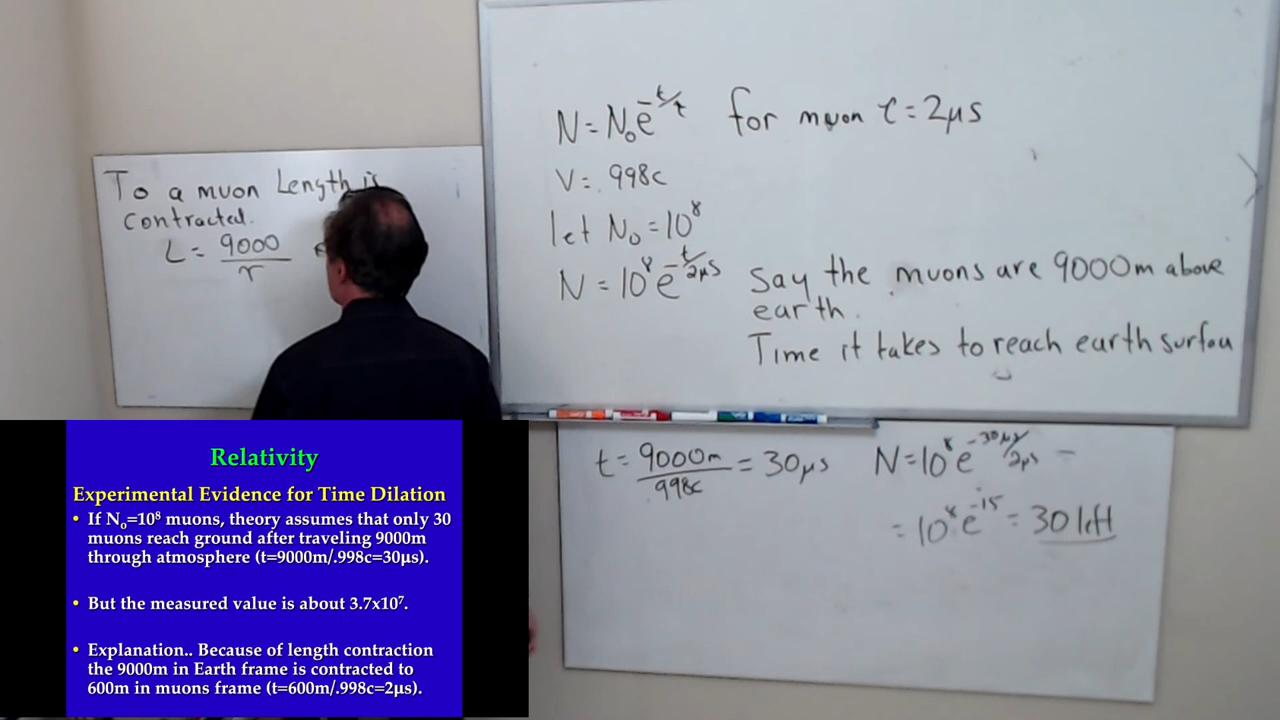 To a muon Length is
contracted.
L = 9000
r
N = N₀e^-t/τ for muon τ = 2μs
V = .998c
let N₀ = 10⁸
N = 10⁸ e^-t/2μs
Say the muons are 9000m above
earth.
Time it takes to reach earth surfau
t = 9000m/.998c = 30μs
N = 10⁸ e^-30μs/2μs =
= 10⁸ e^-15 = 30 left
Relativity
Experimental Evidence for Time Dilation
• If N₀=10⁸ muons, theory assumes that only 30
muons reach ground after traveling 9000m
through atmosphere (t=9000m/.998c=30μs).
• But the measured value is about 3.7x10⁷.
• Explanation.. Because of length contraction
the 9000m in Earth frame is contracted to
600m in muons frame (t=600m/.998c=2μs).